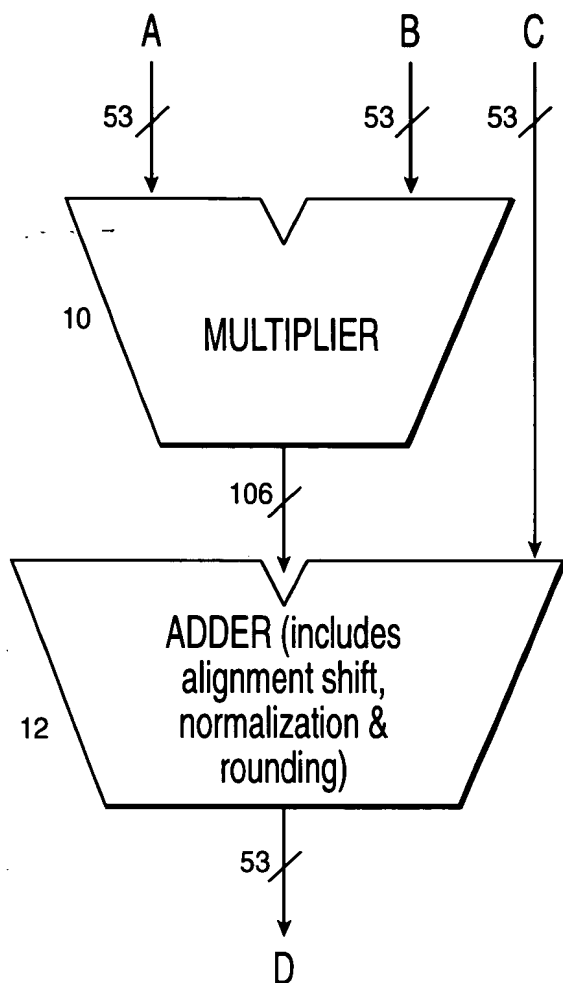 A B C
53 53 53
10
MULTIPLIER
106
ADDER (includes
alignment shift,
normalization &
rounding)
12
53
D